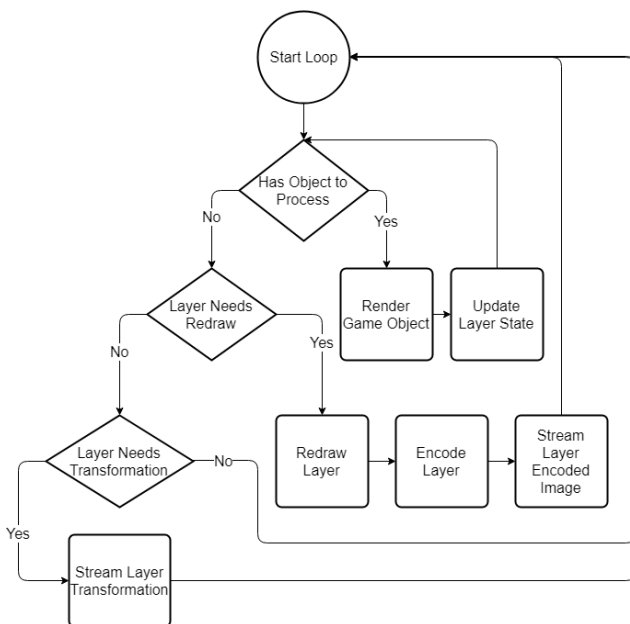 Start Loop
Has Object to
Process
No
Yes
Layer Needs
Redraw
Render
Game Object
Update
Layer State
No
Yes
Layer Needs
Transformation
No
Redraw
Layer
Encode
Layer
Stream
Layer
Encoded
Image
Yes
Stream Layer
Transformation